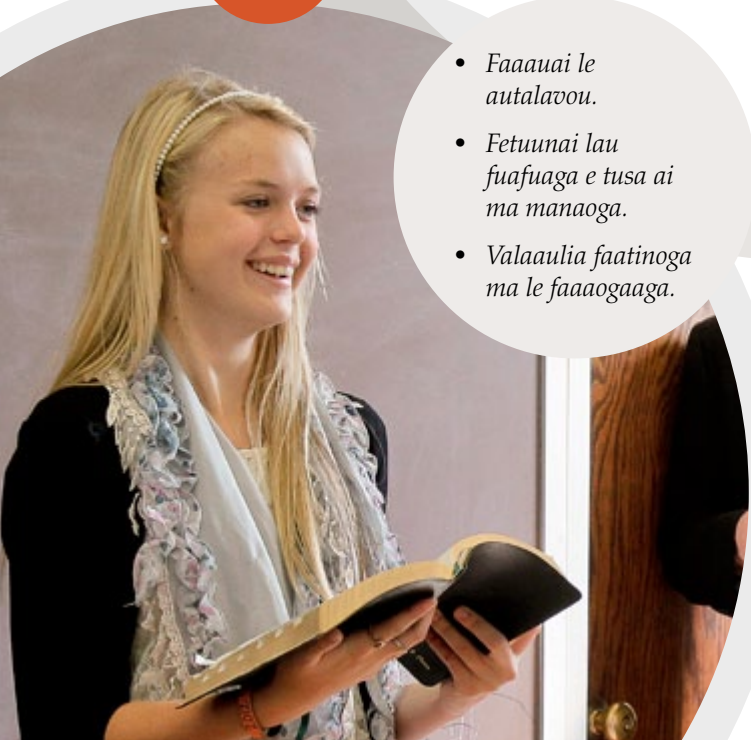 • Faaauai le
autalavou.
• Fetuunai lau
fuafuaga e tusa ai
ma manaoga.
• Valaaulia faatinoga
ma le faaaogaaga.